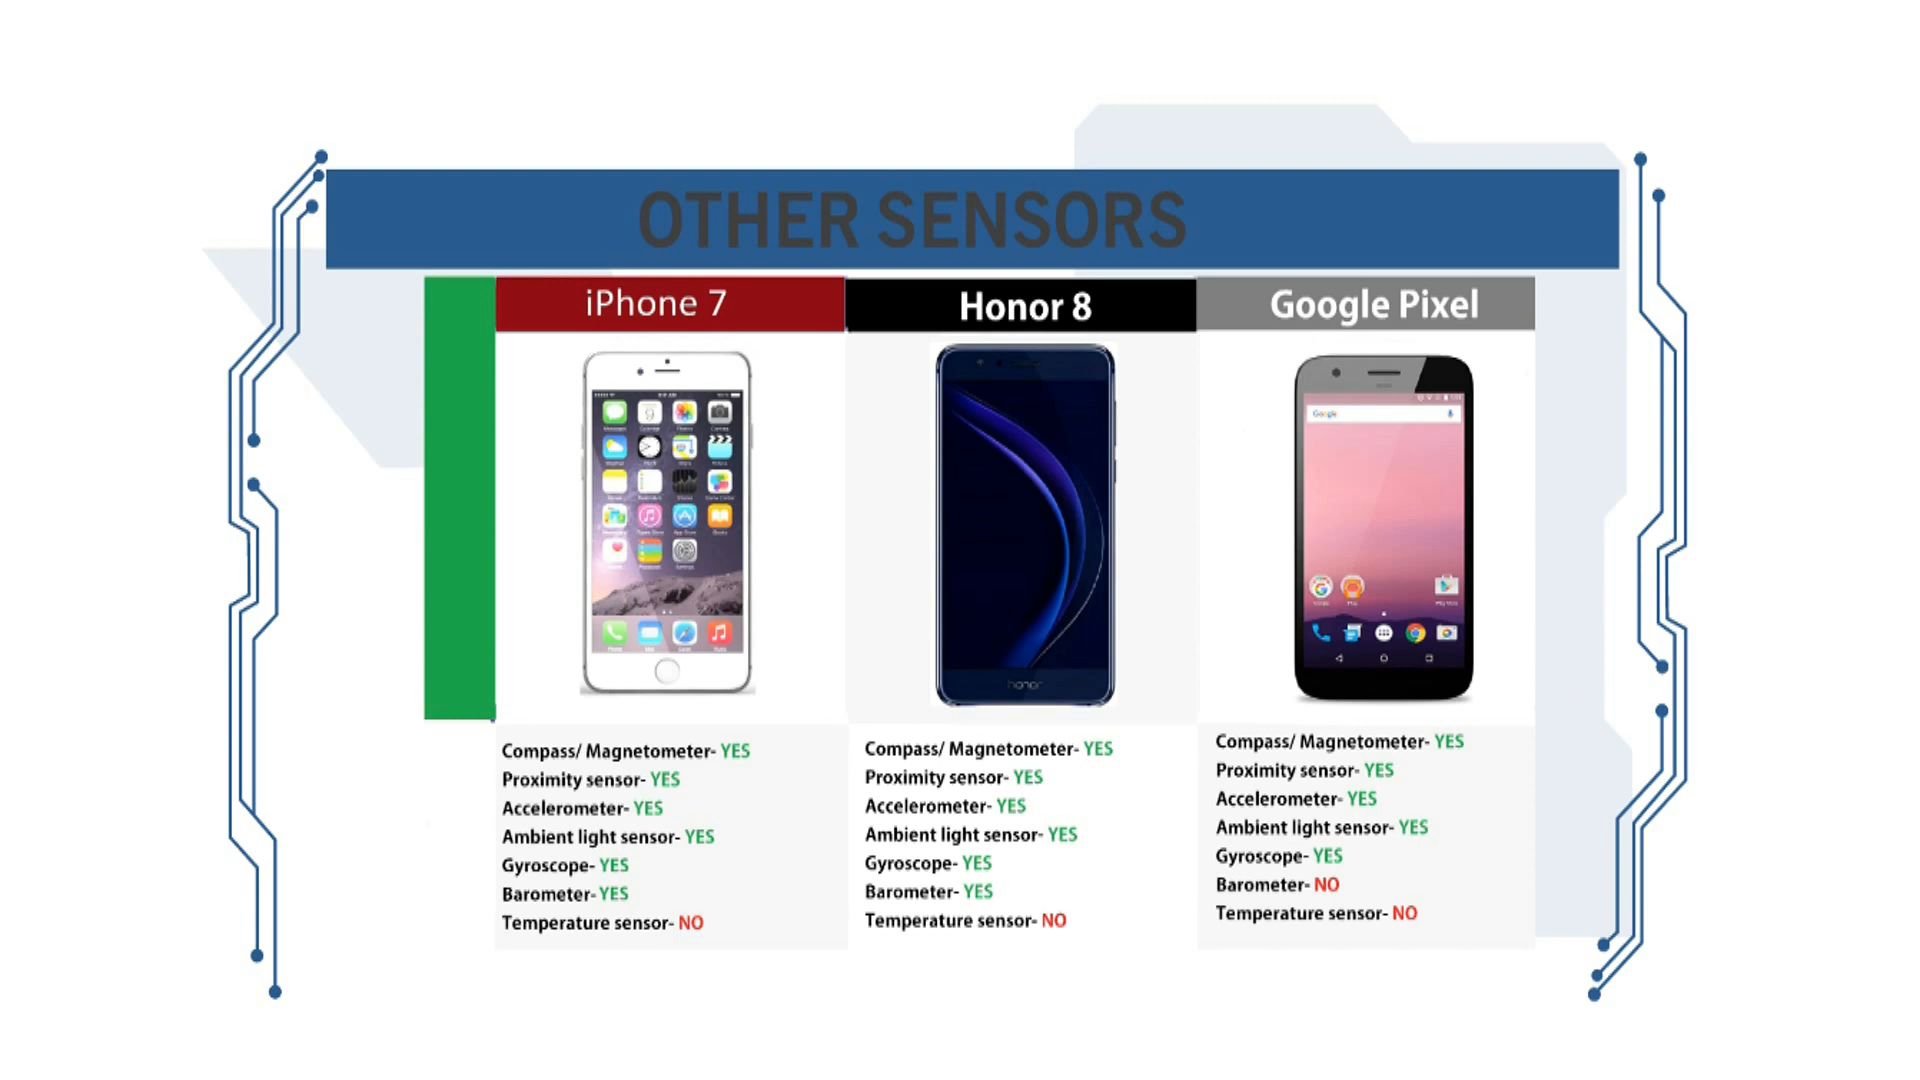 OTHER SENSORS
iPhone 7
Honor 8
Google Pixel
Google
honor
Compass/ Magnetometer- YES
Proximity sensor- YES
Accelerometer- YES
Ambient light sensor- YES
Gyroscope- YES
Barometer- YES
Temperature sensor- NO
Compass/ Magnetometer- YES
Proximity sensor- YES
Accelerometer- YES
Ambient light sensor- YES
Gyroscope- YES
Barometer- YES
Temperature sensor- NO
Compass/ Magnetometer- YES
Proximity sensor- YES
Accelerometer- YES
Ambient light sensor- YES
Gyroscope- YES
Barometer- NO
Temperature sensor- NO